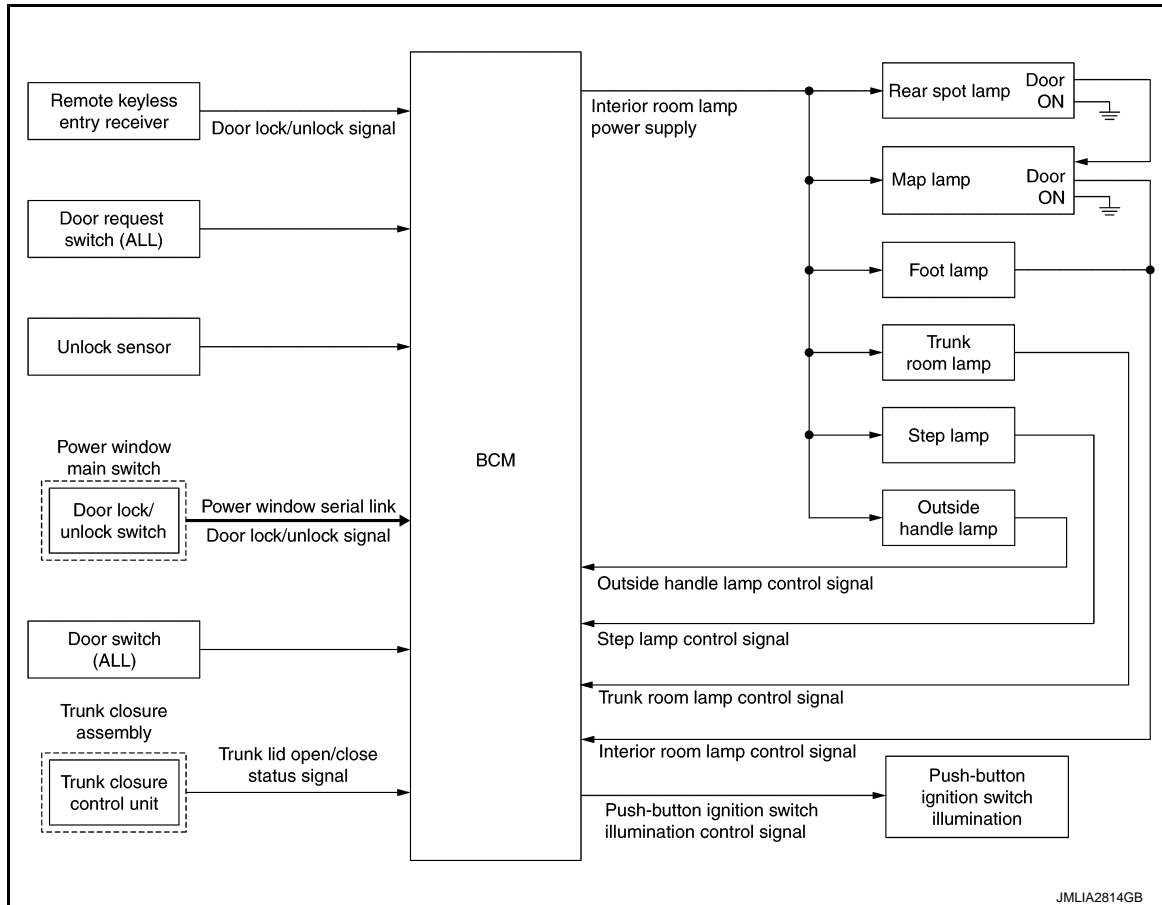 Remote keyless
entry receiver
Door lock/unlock signal
Door request
switch (ALL)
Unlock sensor
Power window
main switch
Door lock/
unlock switch
Power window serial link
Door lock/unlock signal
Door switch
(ALL)
Trunk closure
assembly
Trunk closure
control unit
Trunk lid open/close
status signal
BCM
Interior room lamp
power supply
Rear spot lamp
Door
ON
Map lamp
Door
ON
Foot lamp
Trunk
room lamp
Step lamp
Outside
handle lamp
Outside handle lamp control signal
Step lamp control signal
Trunk room lamp control signal
Interior room lamp control signal
Push-button ignition switch
illumination control signal
Push-button
ignition switch
illumination
JMLIA2814GB